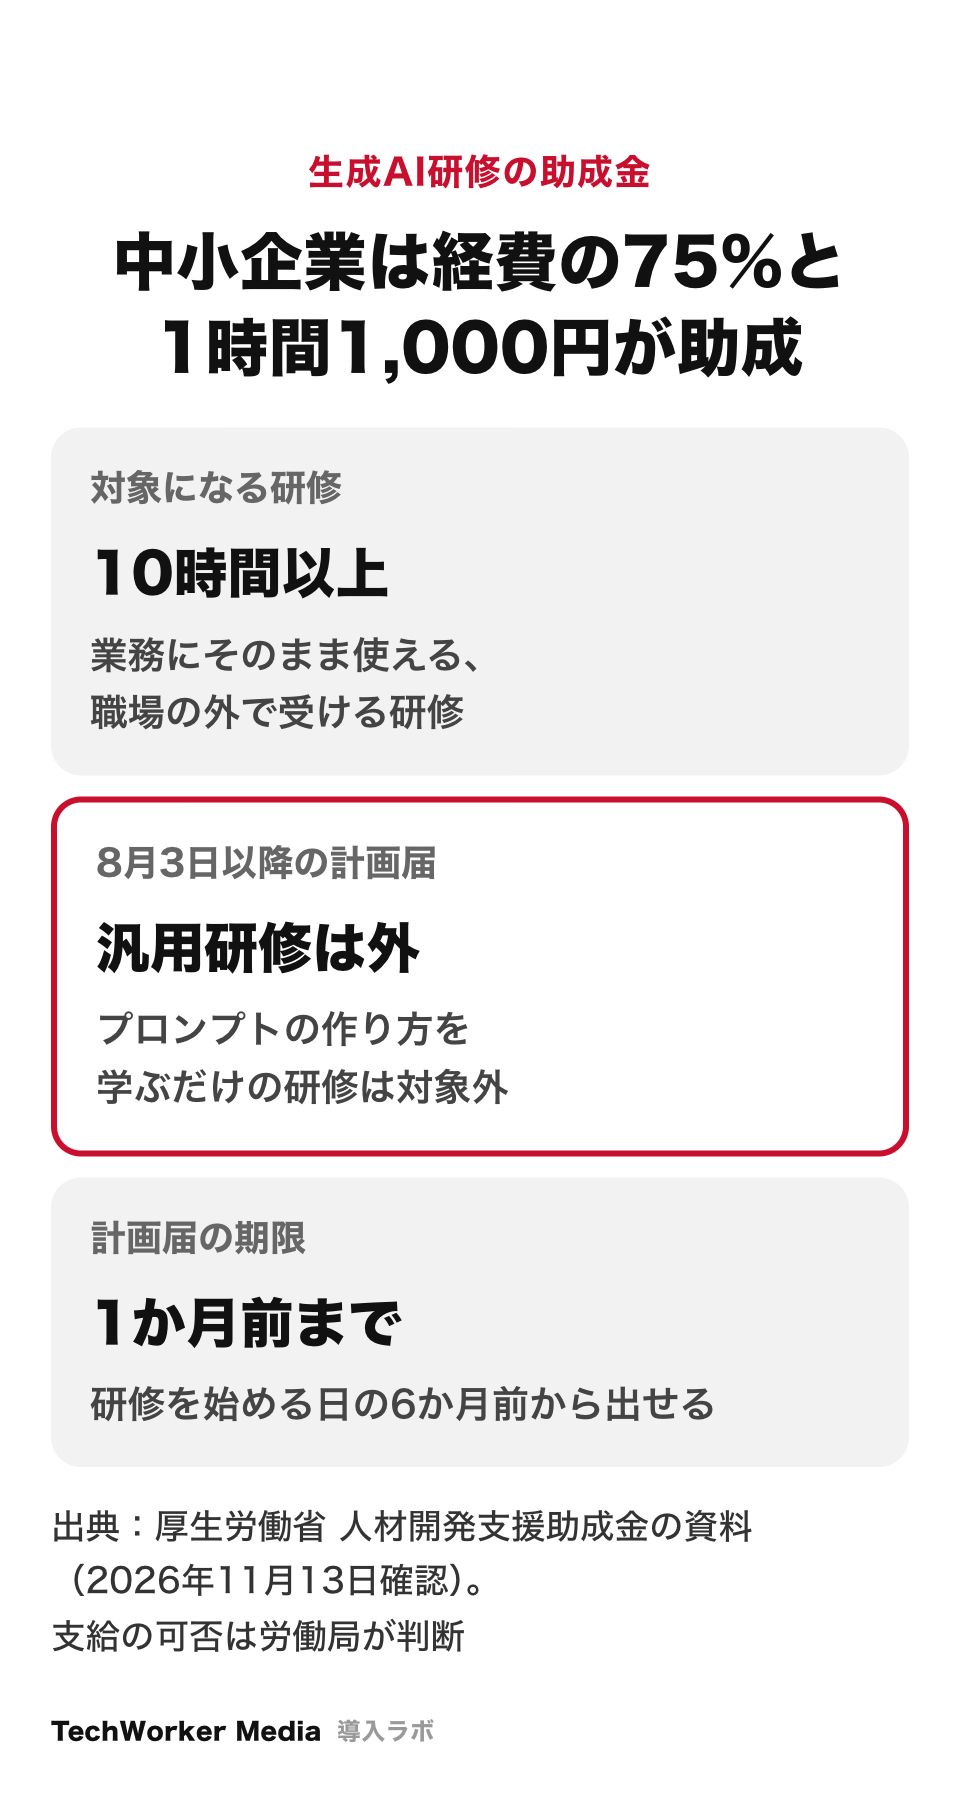 生成AI研修の助成金
中小企業は経費の75%と
1時間1,000円が助成
対象になる研修
10時間以上
業務にそのまま使える、
職場の外で受ける研修
8月3日以降の計画届
汎用研修は外
プロンプトの作り方を
学ぶだけの研修は対象外
計画届の期限
1か月前まで
研修を始める日の6か月前から出せる
出典：厚生労働省 人材開発支援助成金の資料
（2026年11月13日確認）。
支給の可否は労働局が判断
TechWorker Media 導入ラボ